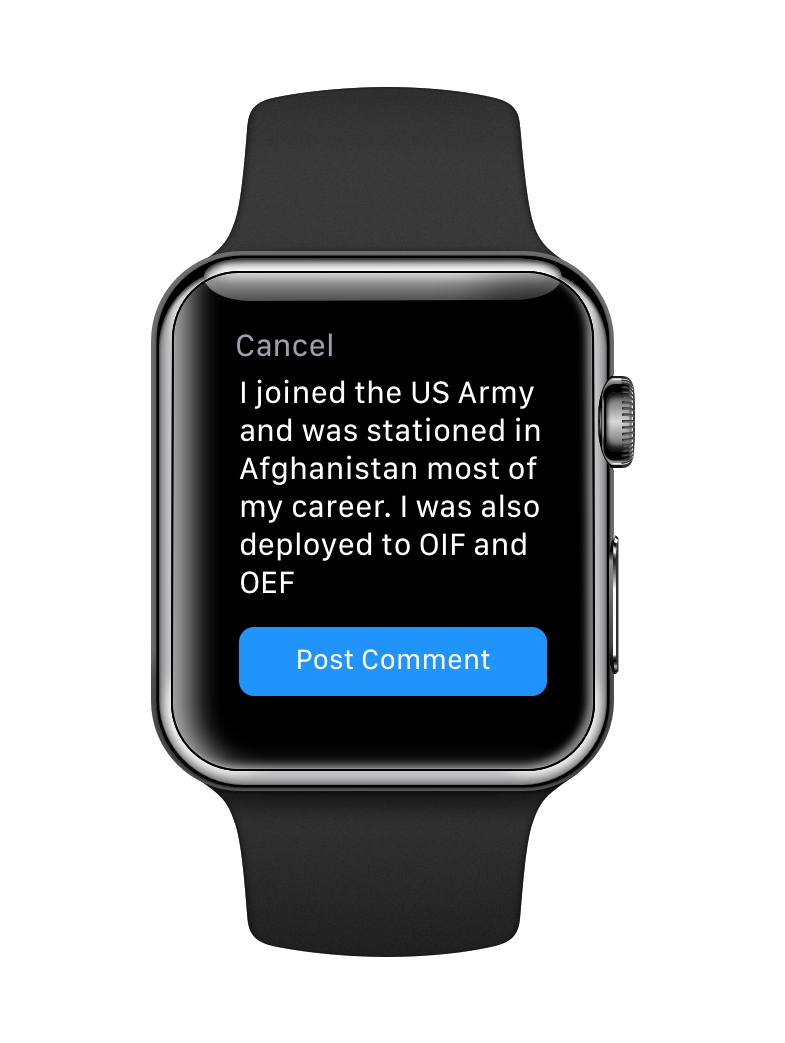 Cancel
I joined the US Army
and was stationed in
Afghanistan most of
my career. I was also
deployed to OIF and
OEF
Post Comment